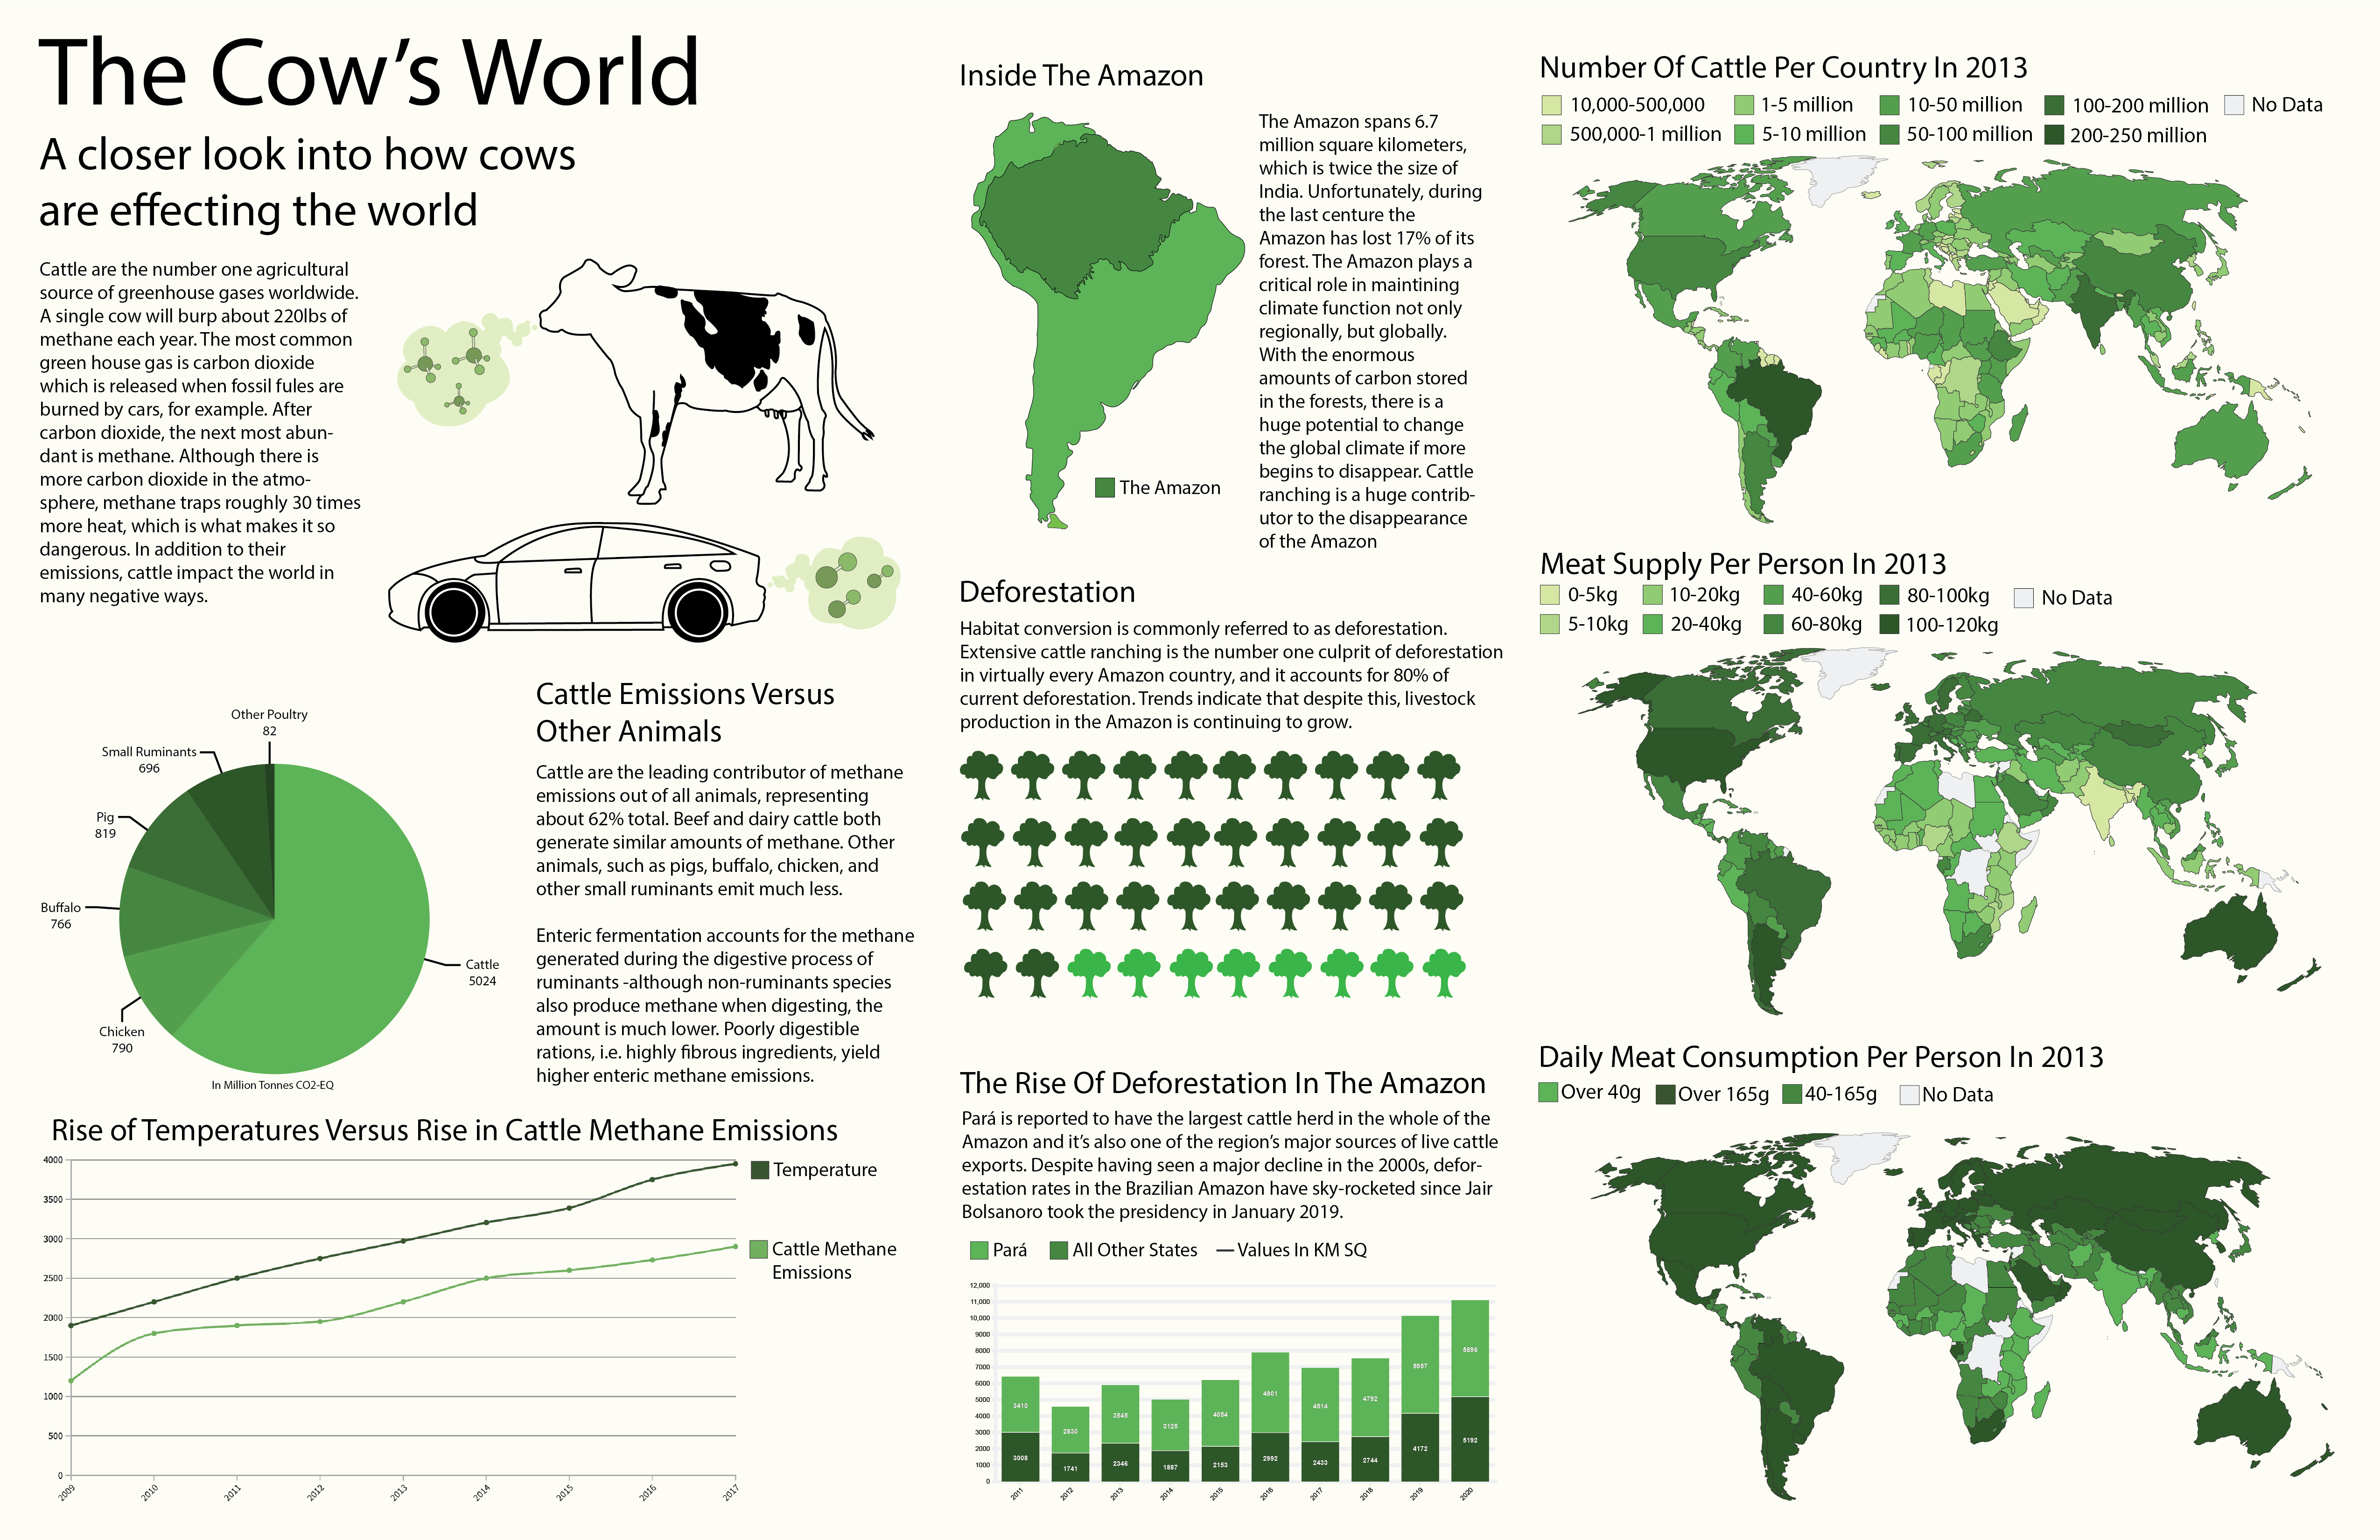 The Cow's World
A closer look into how cows
are effecting the world
Cattle are the number one agricultural
source of greenhouse gases worldwide.
A single cow will burp about 220lbs of
methane each year. The most common
green house gas is carbon dioxide
which is released when fossil fules are
burned by cars, for example. After
carbon dioxide, the next most abun-
dant is methane. Although there is
more carbon dioxide in the atmo-
sphere, methane traps roughly 30 times
more heat, which is what makes it so
dangerous. In addition to their
emissions, cattle impact the world in
many negative ways.
Other Poultry
82
Small Ruminants
696
Pig
819
Buffalo
766
Chicken
790
Cattle
5024
In Million Tonnes CO2-EQ
Cattle Emissions Versus
Other Animals
Cattle are the leading contributor of methane
emissions out of all animals, representing
about 62% total. Beef and dairy cattle both
generate similar amounts of methane. Other
animals, such as pigs, buffalo, chicken, and
other small ruminants emit much less.
Enteric fermentation accounts for the methane
generated during the digestive process of
ruminants -although non-ruminants species
also produce methane when digesting, the
amount is much lower. Poorly digestible
rations, i.e. highly fibrous ingredients, yield
higher enteric methane emissions.
Rise of Temperatures Versus Rise in Cattle Methane Emissions
4000
3500
3000
2500
2000
1500
1000
500
0
2009
2010
2011
2012
2013
2014
2015
2016
2017
Temperature
Cattle Methane
Emissions
Inside The Amazon
The Amazon
The Amazon spans 6.7
million square kilometers,
which is twice the size of
India. Unfortunately, during
the last centure the
Amazon has lost 17% of its
forest. The Amazon plays a
critical role in maintining
climate function not only
regionally, but globally.
With the enormous
amounts of carbon stored
in the forests, there is a
huge potential to change
the global climate if more
begins to disappear. Cattle
ranching is a huge contrib-
utor to the disappearance
of the Amazon
Deforestation
Habitat conversion is commonly referred to as deforestation.
Extensive cattle ranching is the number one culprit of deforestation
in virtually every Amazon country, and it accounts for 80% of
current deforestation. Trends indicate that despite this, livestock
production in the Amazon is continuing to grow.
The Rise Of Deforestation In The Amazon
Pará is reported to have the largest cattle herd in the whole of the
Amazon and it's also one of the region's major sources of live cattle
exports. Despite having seen a major decline in the 2000s, defor-
estation rates in the Brazilian Amazon have sky-rocketed since Jair
Bolsanoro took the presidency in January 2019.
Pará All Other States Values In KM SQ
12,000
11,000
10,000
9000
8000
7000
6000
5000
4000
3000
2000
1000
0
3410
2830
3545
3125
4054
4901
4514
4792
5957
5896
3008
1741
2346
1887
2153
2992
2433
2744
4172
5192
2011
2012
2013
2014
2015
2016
2017
2018
2019
2020
Number Of Cattle Per Country In 2013
10,000-500,000 1-5 million 10-50 million 100-200 million No Data
500,000-1 million 5-10 million 50-100 million 200-250 million
Meat Supply Per Person In 2013
0-5kg 10-20kg 40-60kg 80-100kg No Data
5-10kg 20-40kg 60-80kg 100-120kg
Daily Meat Consumption Per Person In 2013
Over 40g Over 165g 40-165g No Data